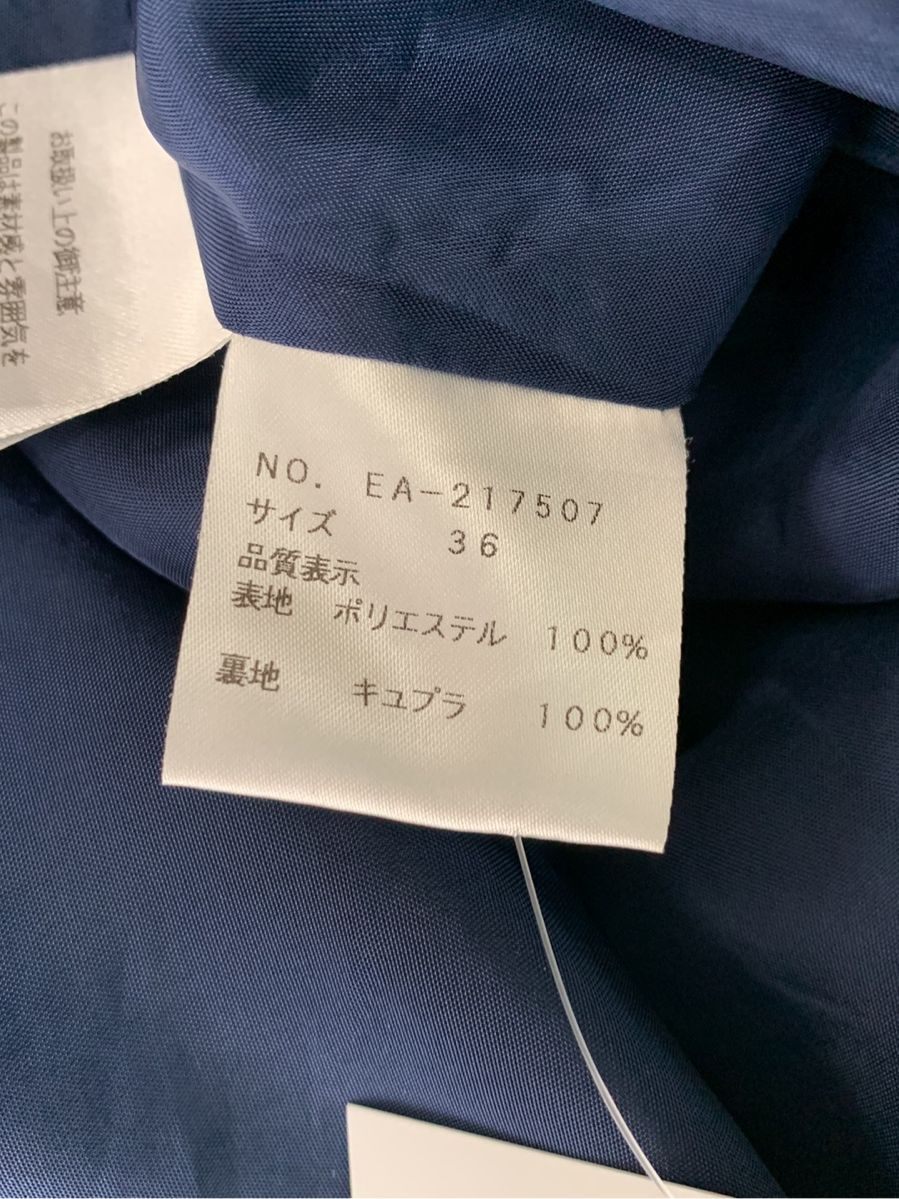 お取扱い上の御注意
この製品は素材感と雰囲気を
NO. EA-217507
サイズ 36
品質表示
表地 ポリエステル 100%
裏地 キュプラ 100%